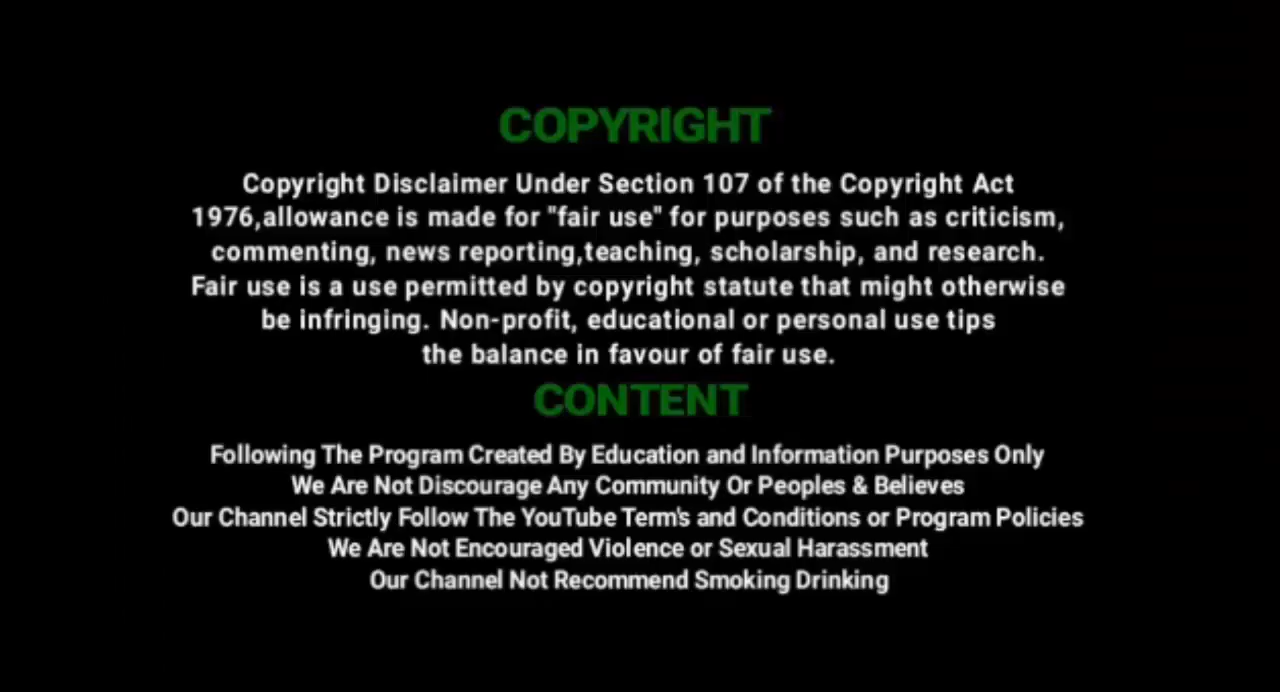 COPYRIGHT
Copyright Disclaimer Under Section 107 of the Copyright Act
1976,allowance is made for "fair use" for purposes such as criticism,
commenting, news reporting,teaching, scholarship, and research.
Fair use is a use permitted by copyright statute that might otherwise
be infringing. Non-profit, educational or personal use tips
the balance in favour of fair use.
CONTENT
Following The Program Created By Education and Information Purposes Only
We Are Not Discourage Any Community Or Peoples & Believes
Our Channel Strictly Follow The YouTube Term's and Conditions or Program Policies
We Are Not Encouraged Violence or Sexual Harassment
Our Channel Not Recommend Smoking Drinking